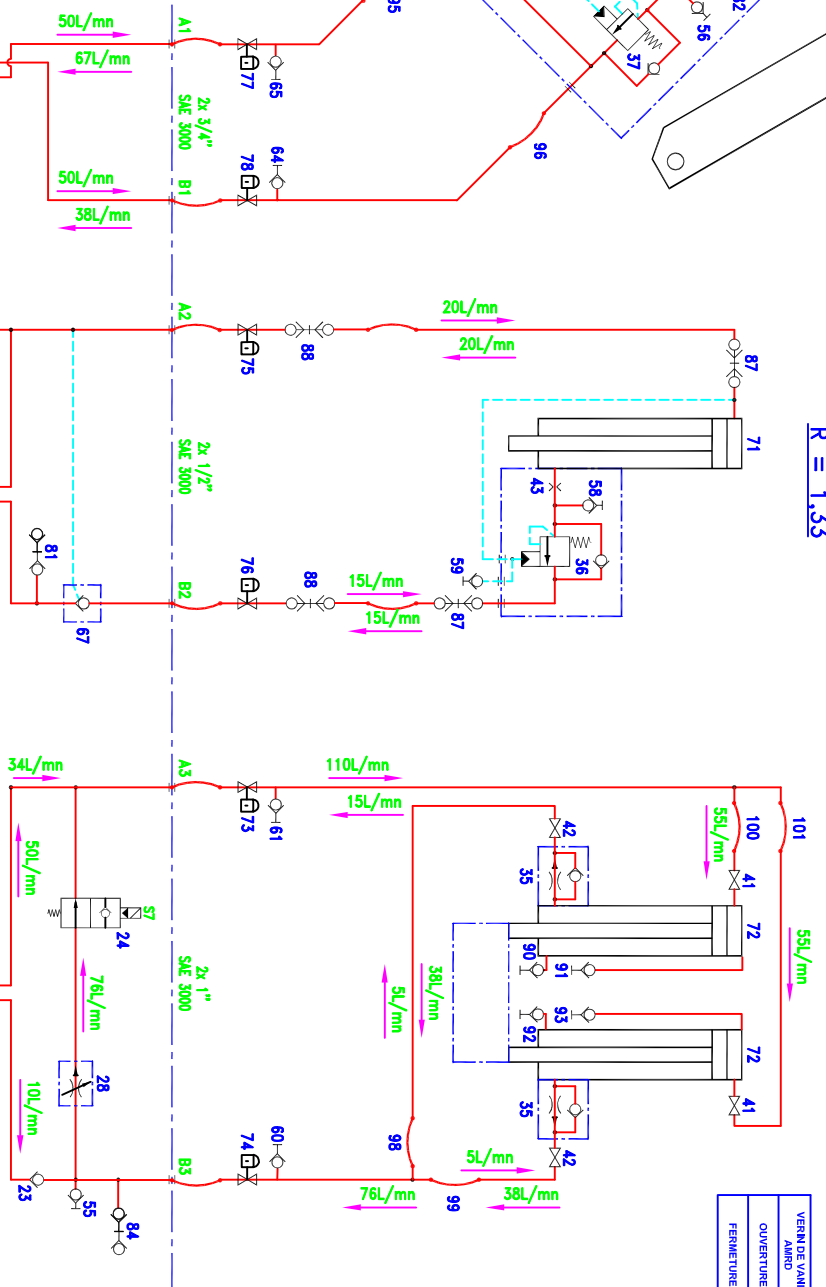 95
32
56
37
96
A1
50L/mn
67L/mn
77
65
2x 3/4"
SAE 3000
64
78
B1
50L/mn
38L/mn
A2
75
88
20L/mn
20L/mn
87
71
R = 1,33
2x 1/2"
SAE 3000
43
58
36
59
81
67
B2
76
88
15L/mn
15L/mn
87
34L/mn
A3
73
61
110L/mn
15L/mn
42
35
100
101
55L/mn
41
72
55L/mn
50L/mn
S7
24
76L/mn
2x 1"
SAE 3000
38L/mn
5L/mn
90
91
93
92
72
28
10L/mn
35
41
42
98
74
60
B3
5L/mn
76L/mn
99
38L/mn
23
55
84
VERIN DE
AMRD
OUVERTURE
FERMETURE